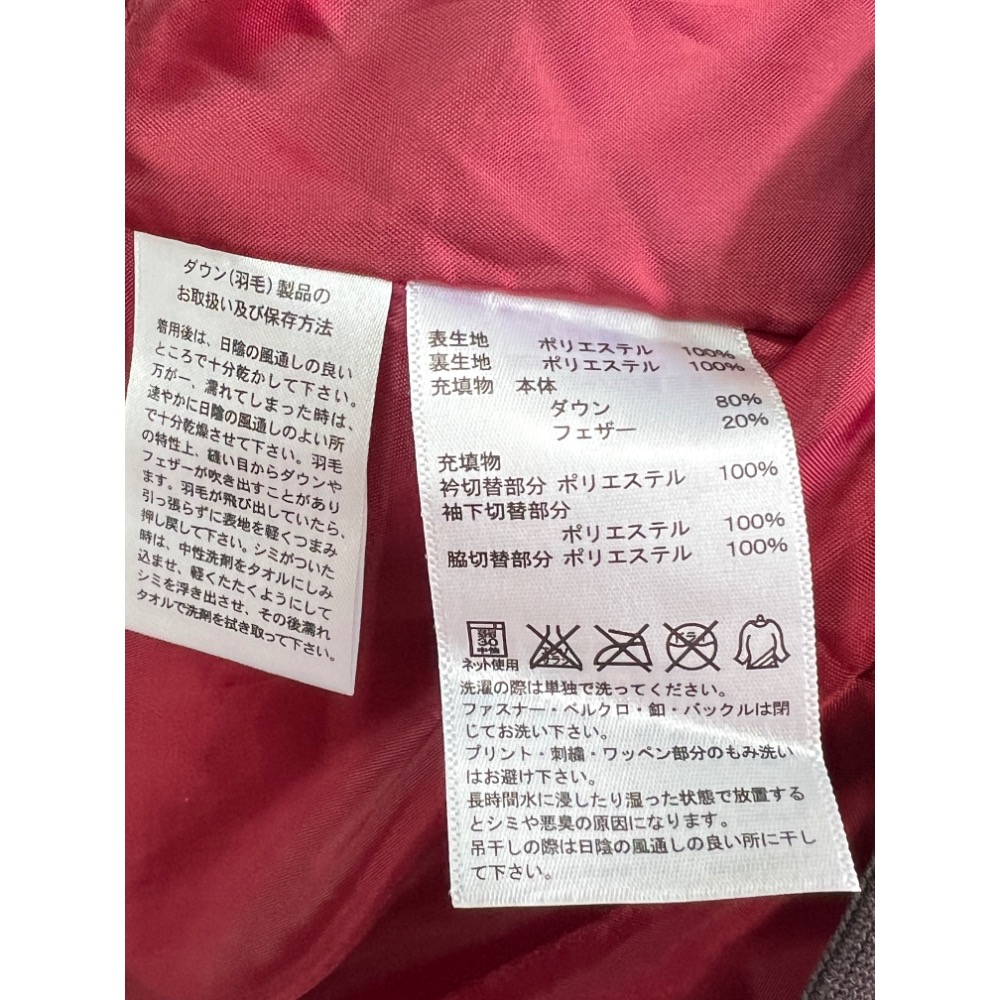 ダウン(羽毛)製品の
お取扱い及び保存方法
着用後は、日陰の風通しの良い
ところで十分乾かして下さい。
万が一、濡れてしまった時は、
速やかに日陰の風通しのよい所
で十分乾燥させて下さい。羽毛
の特性上、縫い目からダウンや
フェザーが吹き出すことがあり
ます。羽毛が飛び出していたら、
引っ張らずに表地を軽くつまみ
押し戻して下さい。シミがついた
時は、中性洗剤をタオルにしみ
込ませ、軽くたたくようにして
シミを浮き出させ、その後濡れ
タオルで洗剤を拭き取って下さい。
表生地 ポリエステル 100%
裏生地 ポリエステル 100%
充填物 本体
ダウン 80%
フェザー 20%
充填物
衿切替部分 ポリエステル 100%
袖下切替部分
ポリエステル 100%
脇切替部分 ポリエステル 100%
弱
30
中性
エンソ
サラシ
ドライ
ネット使用
洗濯の際は単独で洗ってください。
ファスナー・ベルクロ・釦・バックルは閉
じてお洗い下さい。
プリント・刺繍・ワッペン部分のもみ洗い
はお避け下さい。
長時間水に浸したり湿った状態で放置する
とシミや悪臭の原因になります。
吊干しの際は日陰の風通しの良い所に干し
て下さい。